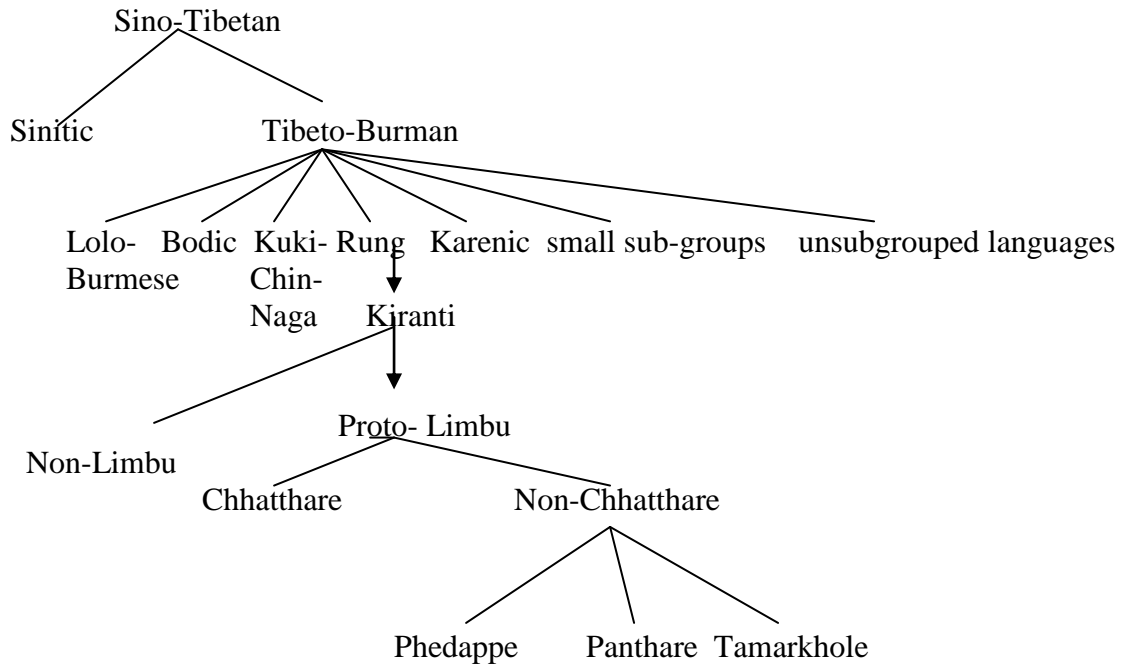 Sino-Tibetan
Sinitic Tibeto-Burman
Lolo- Bodic Kuki- Rung Karenic small sub-groups unsubgrouped languages
Burmese Chin-
Naga Kiranti
Proto- Limbu
Non-Limbu
Chhatthare Non-Chhatthare
Phedappe Panthare Tamarkhole